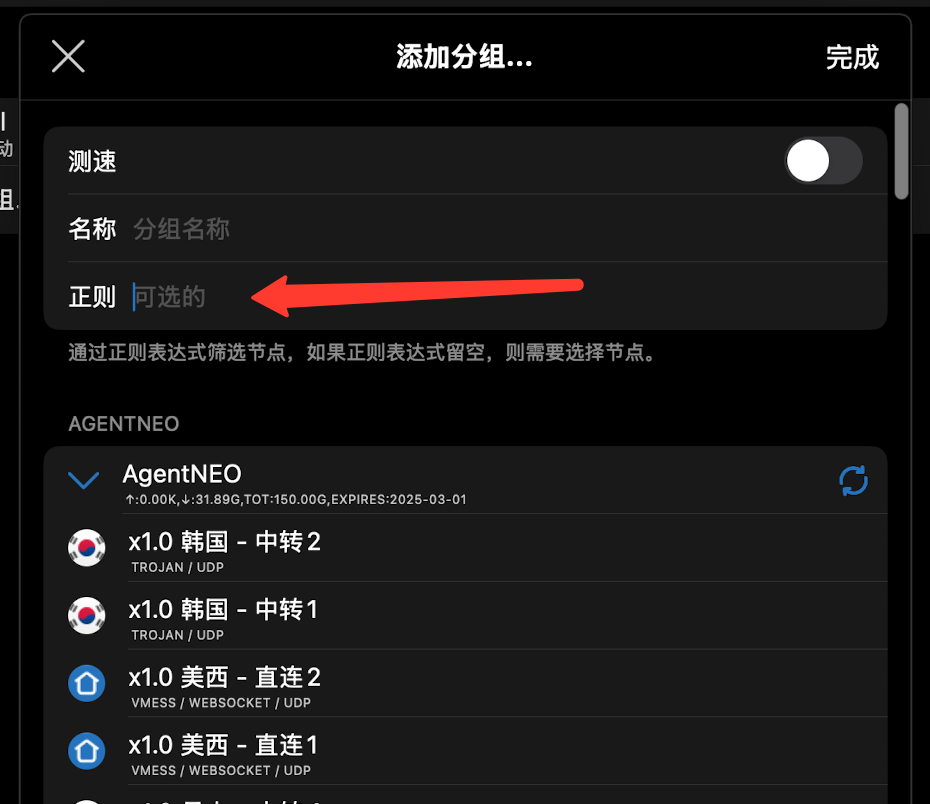 添加分组...
完成
动
组.
测速
名称 分组名称
正则 可选的
通过正则表达式筛选节点，如果正则表达式留空，则需要选择节点。
AGENTNEO
AgentNEO
↑:0.00K,↓:31.89G,TOT:150.00G,EXPIRES:2025-03-01
x1.0 韩国 - 中转2
TROJAN / UDP
x1.0 韩国 - 中转1
TROJAN / UDP
x1.0 美西 - 直连2
VMESS / WEBSOCKET / UDP
x1.0 美西 - 直连1
VMESS / WEBSOCKET / UDP